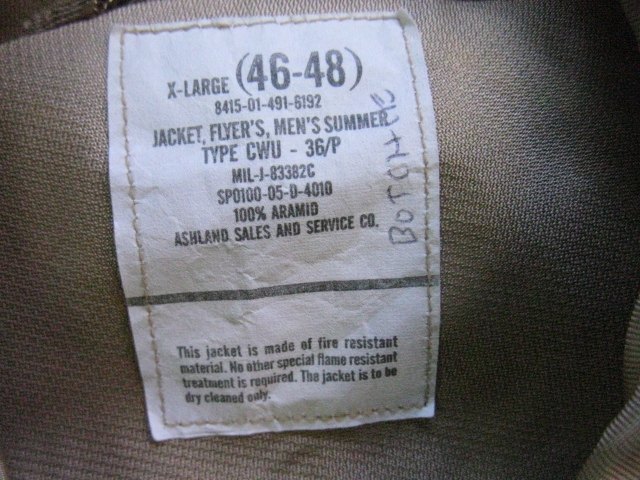 X-LARGE (46-48)
8415-01-491-6192
JACKET, FLYER'S, MEN'S SUMMER
TYPE CWU - 36/P
MIL-J-83382C
SPO100-05-D-4010
100% ARAMID
ASHLAND SALES AND SERVICE CO.
This jacket is made of fire resistant
material. No other special flame resistant
treatment is required. The jacket is to be
dry cleaned only.